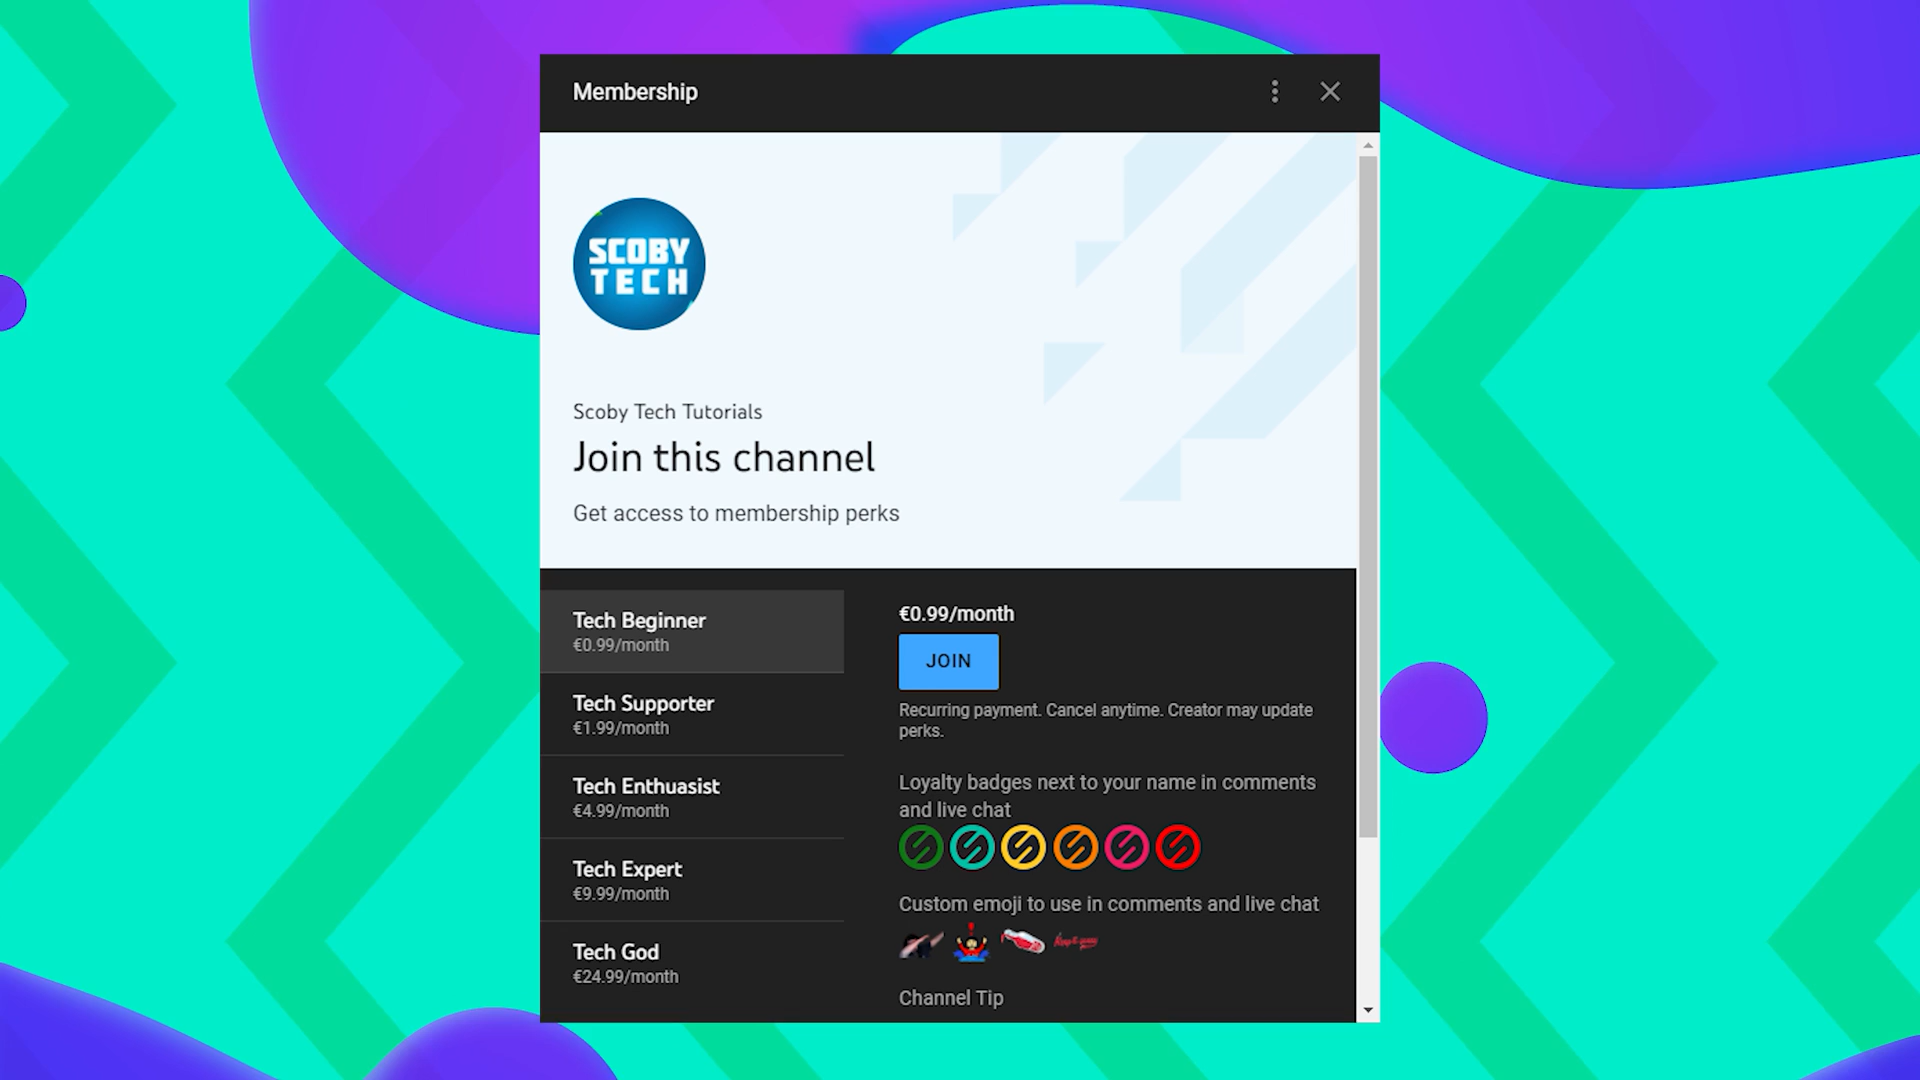 Membership
SCOBY
TECH
Scoby Tech Tutorials
Join this channel
Get access to membership perks
Tech Beginner
€0.99/month
Tech Supporter
€1.99/month
Tech Enthuasist
€4.99/month
Tech Expert
€9.99/month
Tech God
€24.99/month
€0.99/month
JOIN
Recurring payment. Cancel anytime. Creator may update
perks.
Loyalty badges next to your name in comments
and live chat
Custom emoji to use in comments and live chat
Channel Tip